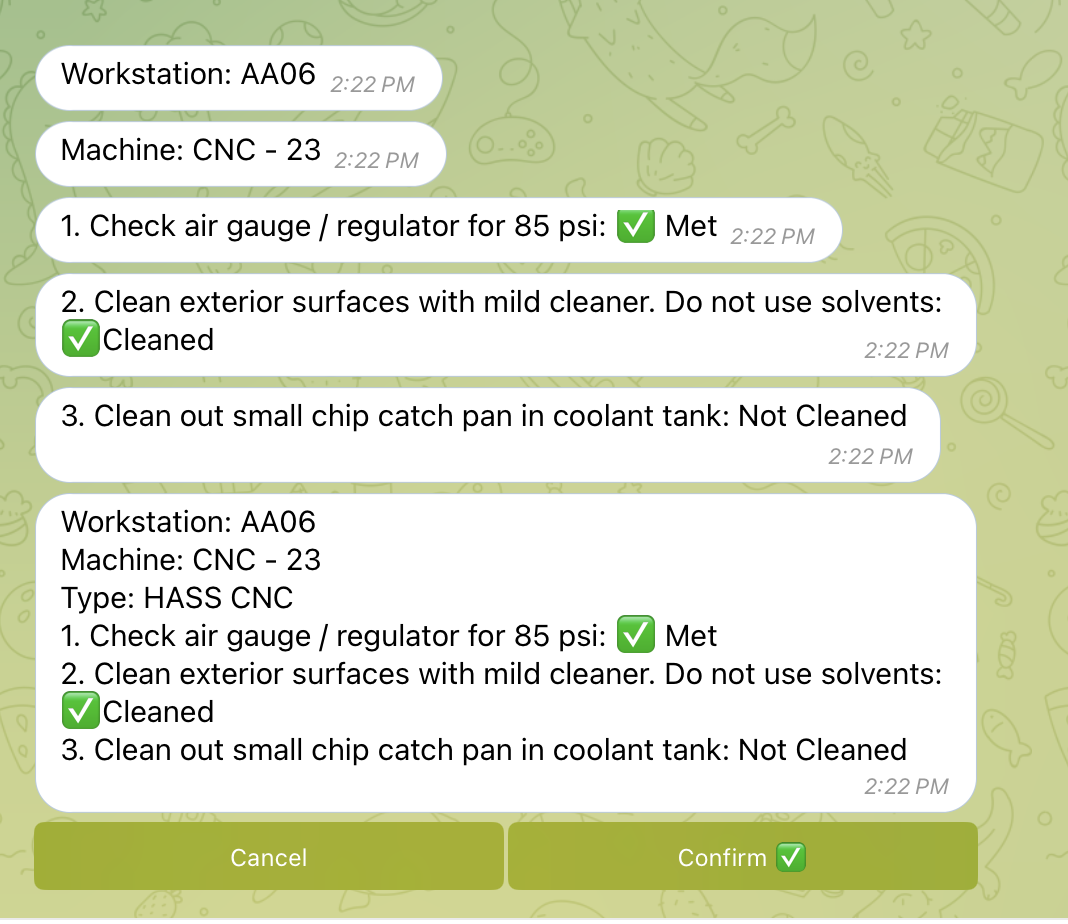 Workstation: AA06 2:22 PM
Machine: CNC - 23 2:22 PM
1. Check air gauge / regulator for 85 psi: ✅ Met 2:22 PM
2. Clean exterior surfaces with mild cleaner. Do not use solvents:
✅Cleaned 2:22 PM
3. Clean out small chip catch pan in coolant tank: Not Cleaned
2:22 PM
Workstation: AA06
Machine: CNC - 23
Type: HASS CNC
1. Check air gauge / regulator for 85 psi: ✅ Met
2. Clean exterior surfaces with mild cleaner. Do not use solvents:
✅Cleaned
3. Clean out small chip catch pan in coolant tank: Not Cleaned
2:22 PM
Cancel
Confirm ✅